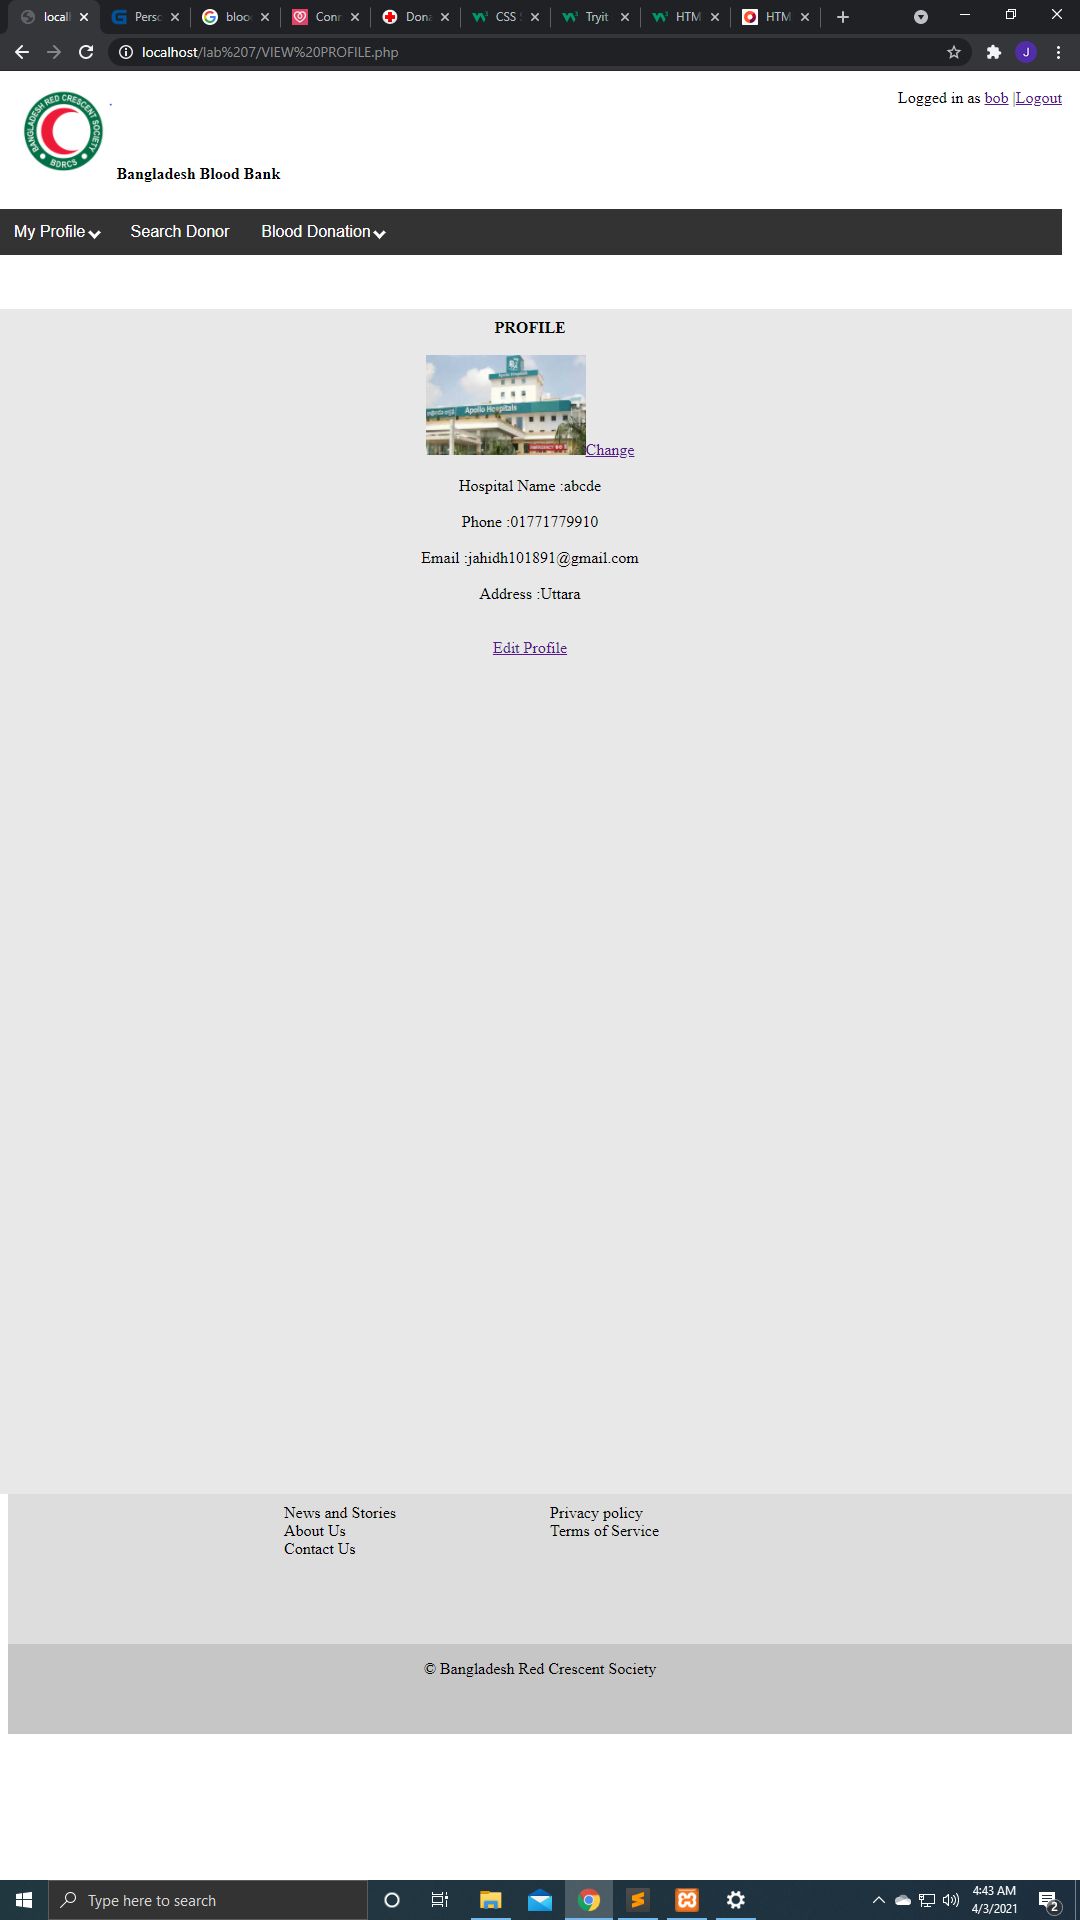 locall
Persc
bloo
Conr
Dona
CSS
Tryit
HTM
HTM
localhost/lab%207/VIEW%20PROFILE.php
J
BANGLADESH RED CRESCENT SOCIETY
BDRCS
Bangladesh Blood Bank
Logged in as bob |Logout
My Profile Search Donor Blood Donation
PROFILE
Apollo Hospitals
Change
Hospital Name :abcde
Phone :01771779910
Email :jahidh101891@gmail.com
Address :Uttara
Edit Profile
News and Stories
About Us
Contact Us
Privacy policy
Terms of Service
© Bangladesh Red Crescent Society
Type here to search
4:43 AM
4/3/2021
2